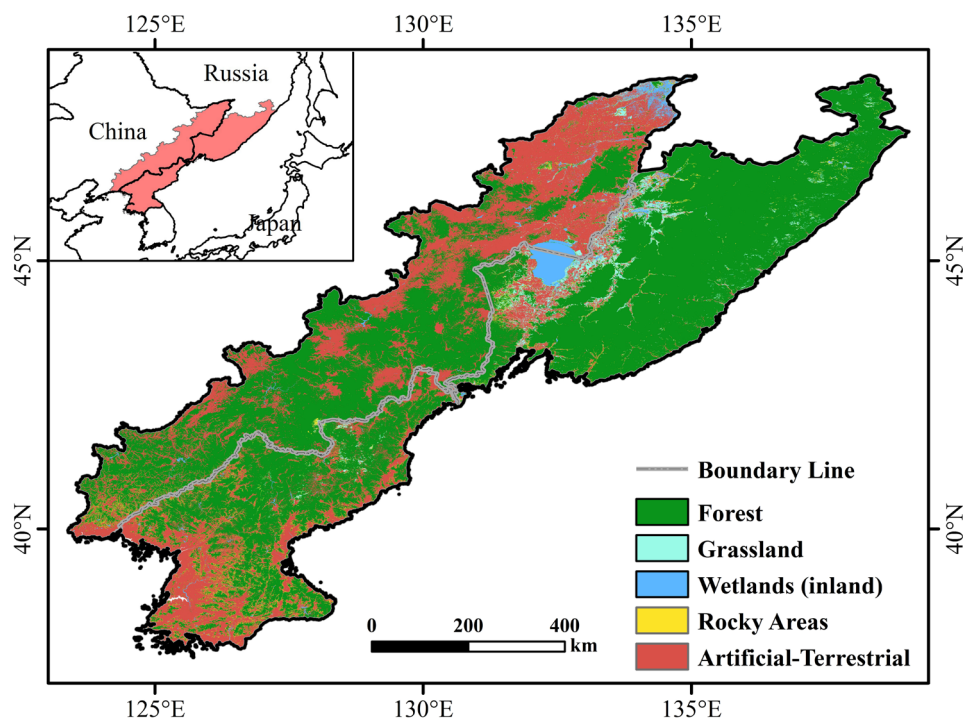 125°E 130°E 135°E
Russia
China
Japan
45°N 45°N
40°N 40°N
Boundary Line
Forest
Grassland
Wetlands (inland)
Rocky Areas
Artificial-Terrestrial
0 200 400
km
125°E 130°E 135°E